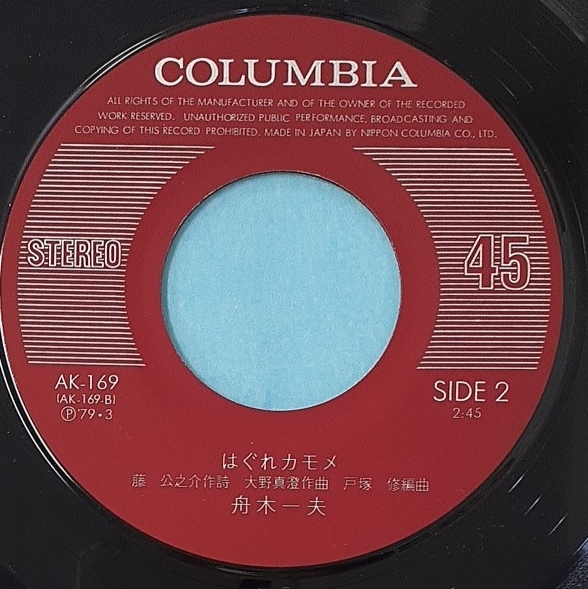 COLUMBIA
ALL RIGHTS OF THE MANUFACTURER AND OF THE OWNER OF THE RECORDED
WORK RESERVED. UNAUTHORIZED PUBLIC PERFORMANCE, BROADCASTING AND
COPYING OF THIS RECORD PROHIBITED. MADE IN JAPAN BY NIPPON COLUMBIA CO., LTD.
STEREO
45
AK-169
(AK-169-B)
Ⓟ79・3
SIDE 2
2:45
はぐれカモメ
藤 公之介作詩 大野真澄作曲 戸塚 修編曲
舟木一夫